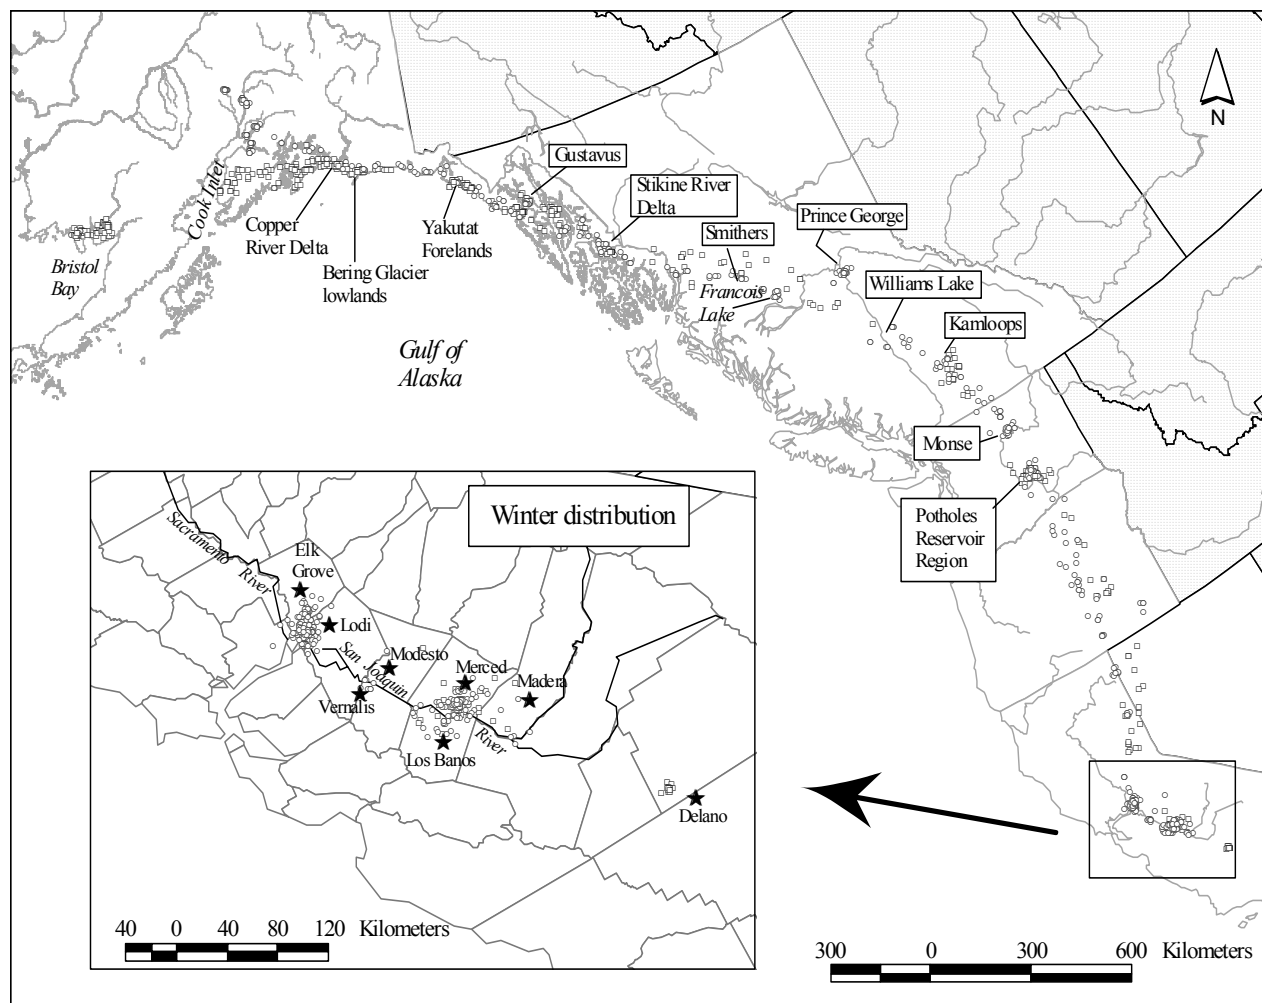 N
Gustavus
Stikine River
Delta
Prince George
Smithers
Cook Inlet
Copper
River Delta
Yakutat
Forelands
Bristol
Bay
Bering Glacier
lowlands
Francois
Lake
Williams Lake
Kamloops
Gulf of
Alaska
Monse
Potholes
Reservoir
Region
Winter distribution
Sacramento
River
Elk
Grove
Lodi
San Joaquin
River
Modesto
Merced
Madera
Vernalis
Los Banos
Delano
40 0 40 80 120 Kilometers
300 0 300 600 Kilometers